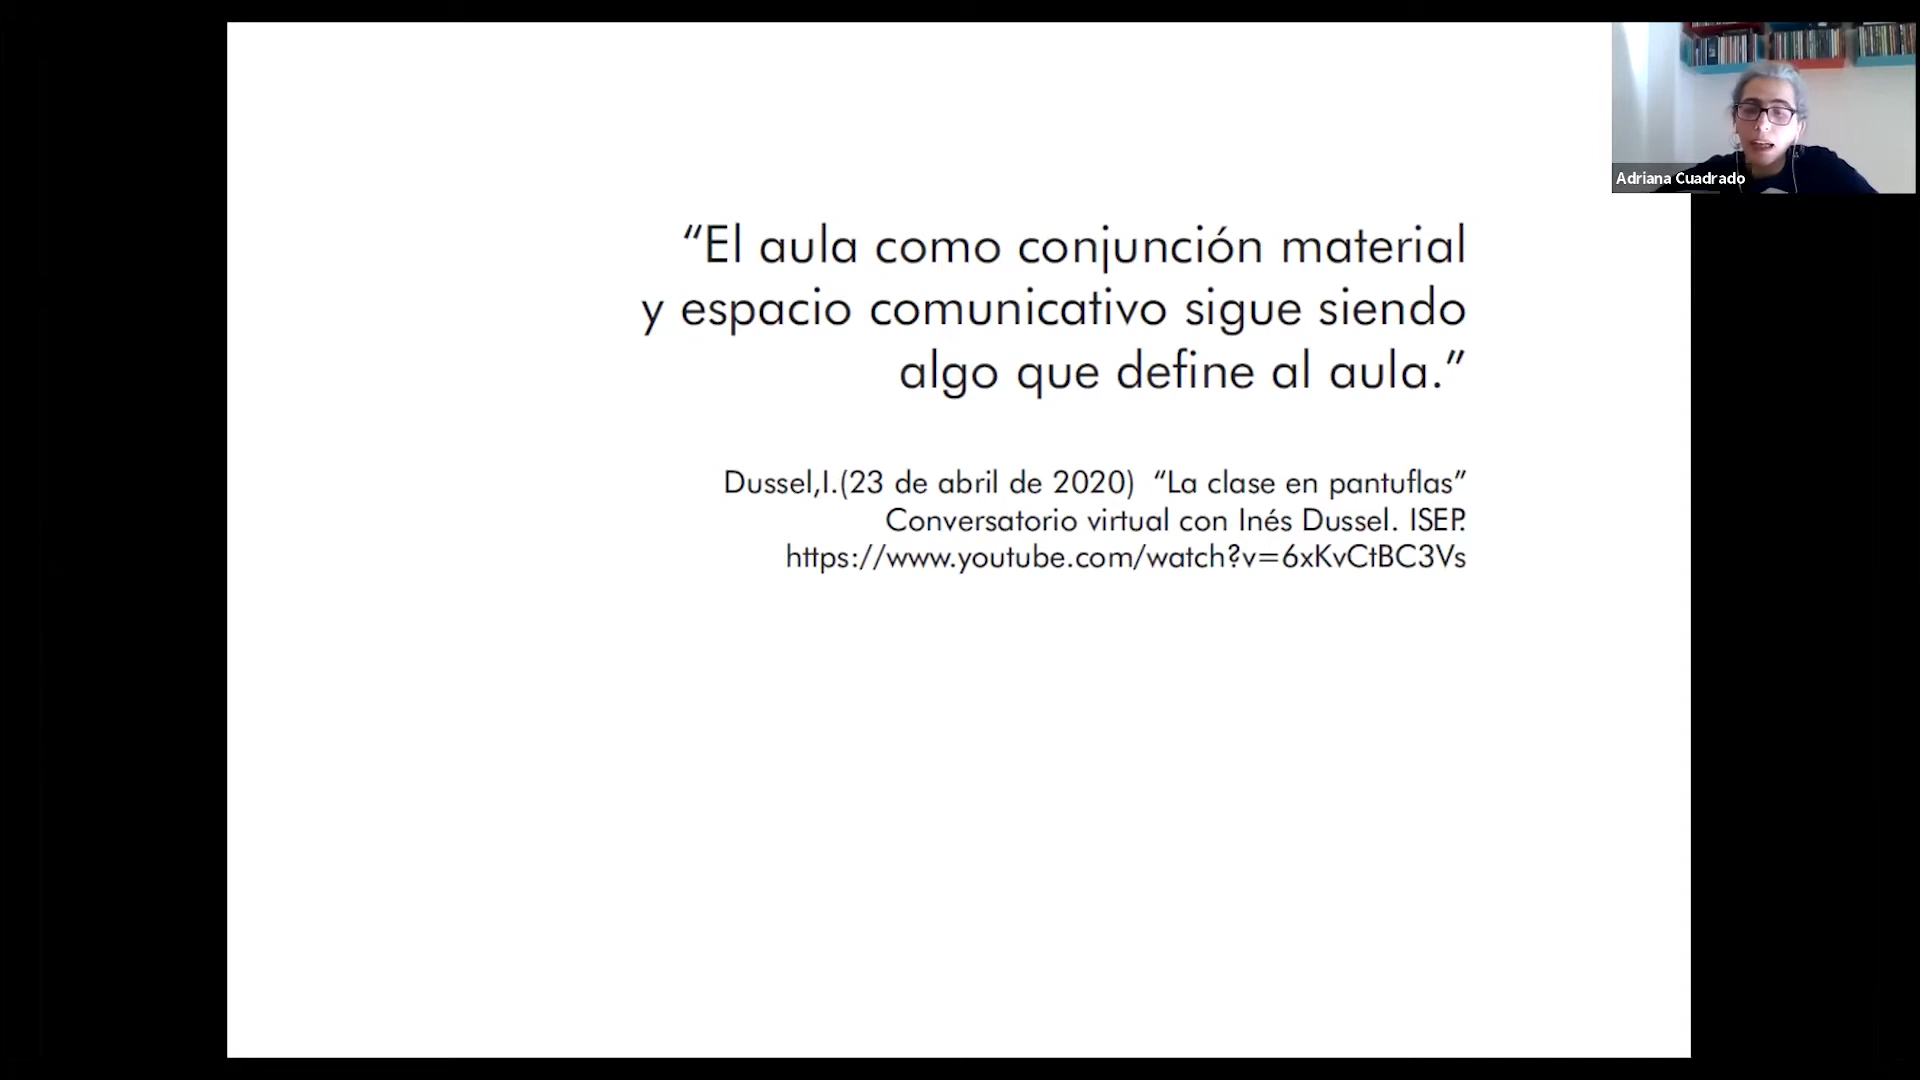 “El aula como conjunción material
y espacio comunicativo sigue siendo
algo que define al aula.”
Dussel,I.(23 de abril de 2020)  “La clase en pantuflas”
Conversatorio virtual con Inés Dussel. ISEP.
https://www.youtube.com/watch?v=6xKvCtBC3Vs
Adriana Cuadrado